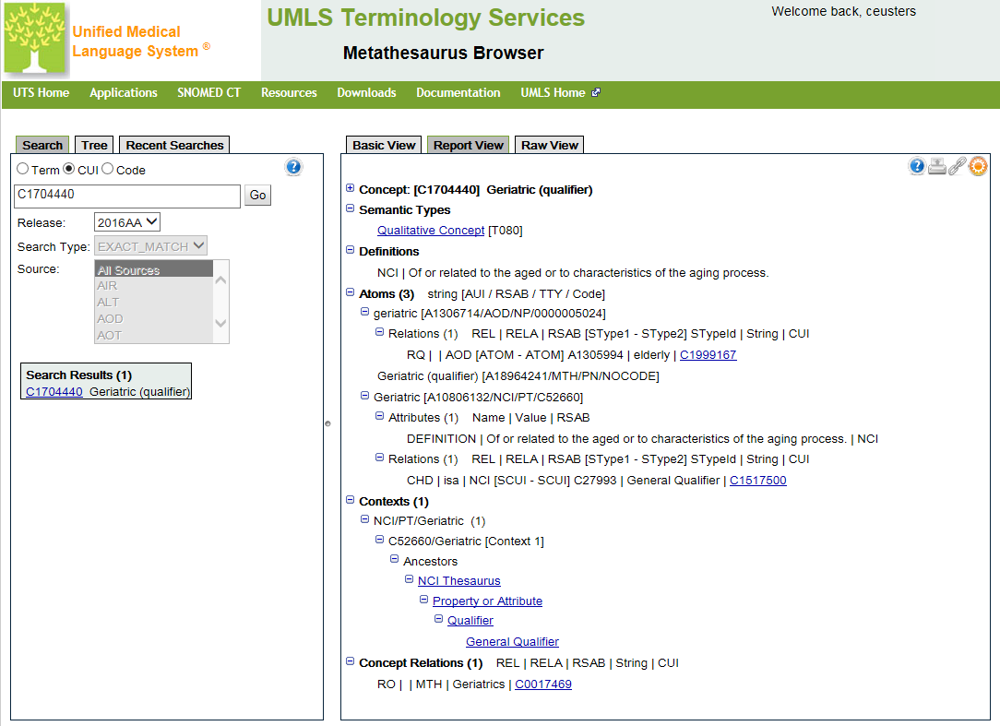 UMLS Terminology Services
Welcome back, ceusters
Unified Medical
Language System ®
Metathesaurus Browser
UTS Home Applications SNOMED CT Resources Downloads Documentation UMLS Home
Search Tree Recent Searches
Term CUI Code
C1704440 Go
Release: 2016AA
Search Type: EXACT_MATCH
Source: All Sources
AIR
ALT
AOD
AOT
Search Results (1)
C1704440 Geriatric (qualifier)
Basic View Report View Raw View
Concept: [C1704440] Geriatric (qualifier)
Semantic Types
Qualitative Concept [T080]
Definitions
NCI | Of or related to the aged or to characteristics of the aging process.
Atoms (3) string [AUI / RSAB / TTY / Code]
geriatric [A1306714/AOD/NP/0000005024]
Relations (1) REL | RELA | RSAB [SType1 - SType2] STypeId | String | CUI
RQ | | AOD [ATOM - ATOM] A1305994 | elderly | C1999167
Geriatric (qualifier) [A18964241/MTH/PN/NOCODE]
Geriatric [A10806132/NCI/PT/C52660]
Attributes (1) Name | Value | RSAB
DEFINITION | Of or related to the aged or to characteristics of the aging process. | NCI
Relations (1) REL | RELA | RSAB [SType1 - SType2] STypeId | String | CUI
CHD | isa | NCI [SCUI - SCUI] C27993 | General Qualifier | C1517500
Contexts (1)
NCI/PT/Geriatric (1)
C52660/Geriatric [Context 1]
Ancestors
NCI Thesaurus
Property or Attribute
Qualifier
General Qualifier
Concept Relations (1) REL | RELA | RSAB | String | CUI
RO | | MTH | Geriatrics | C0017469